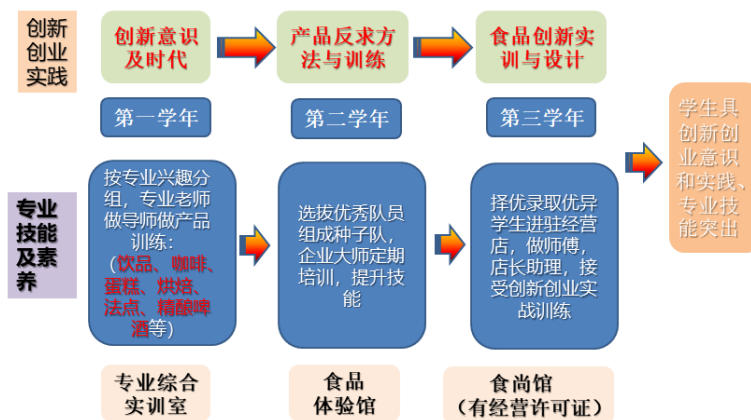 创新
创业
实践
创新意识
及时代
产品反求方
法与训练
食品创新实
训与设计
第一学年
第二学年
第三学年
学生具
创新创
业意识
和实践、
专业技
能突出
专业
技能
及素
养
按专业兴趣分
组，专业老师
做导师做产品
训练：
（饮品、咖啡、
蛋糕、烘焙、
法点、精酿啤
酒等）
选拔优秀队员
组成种子队，
企业大师定期
培训，提升技
能
择优录取优异
学生进驻经营
店，做师傅，
店长助理，接
受创新创业实
战训练
专业综合
实训室
食品
体验馆
食尚馆
（有经营许可证）